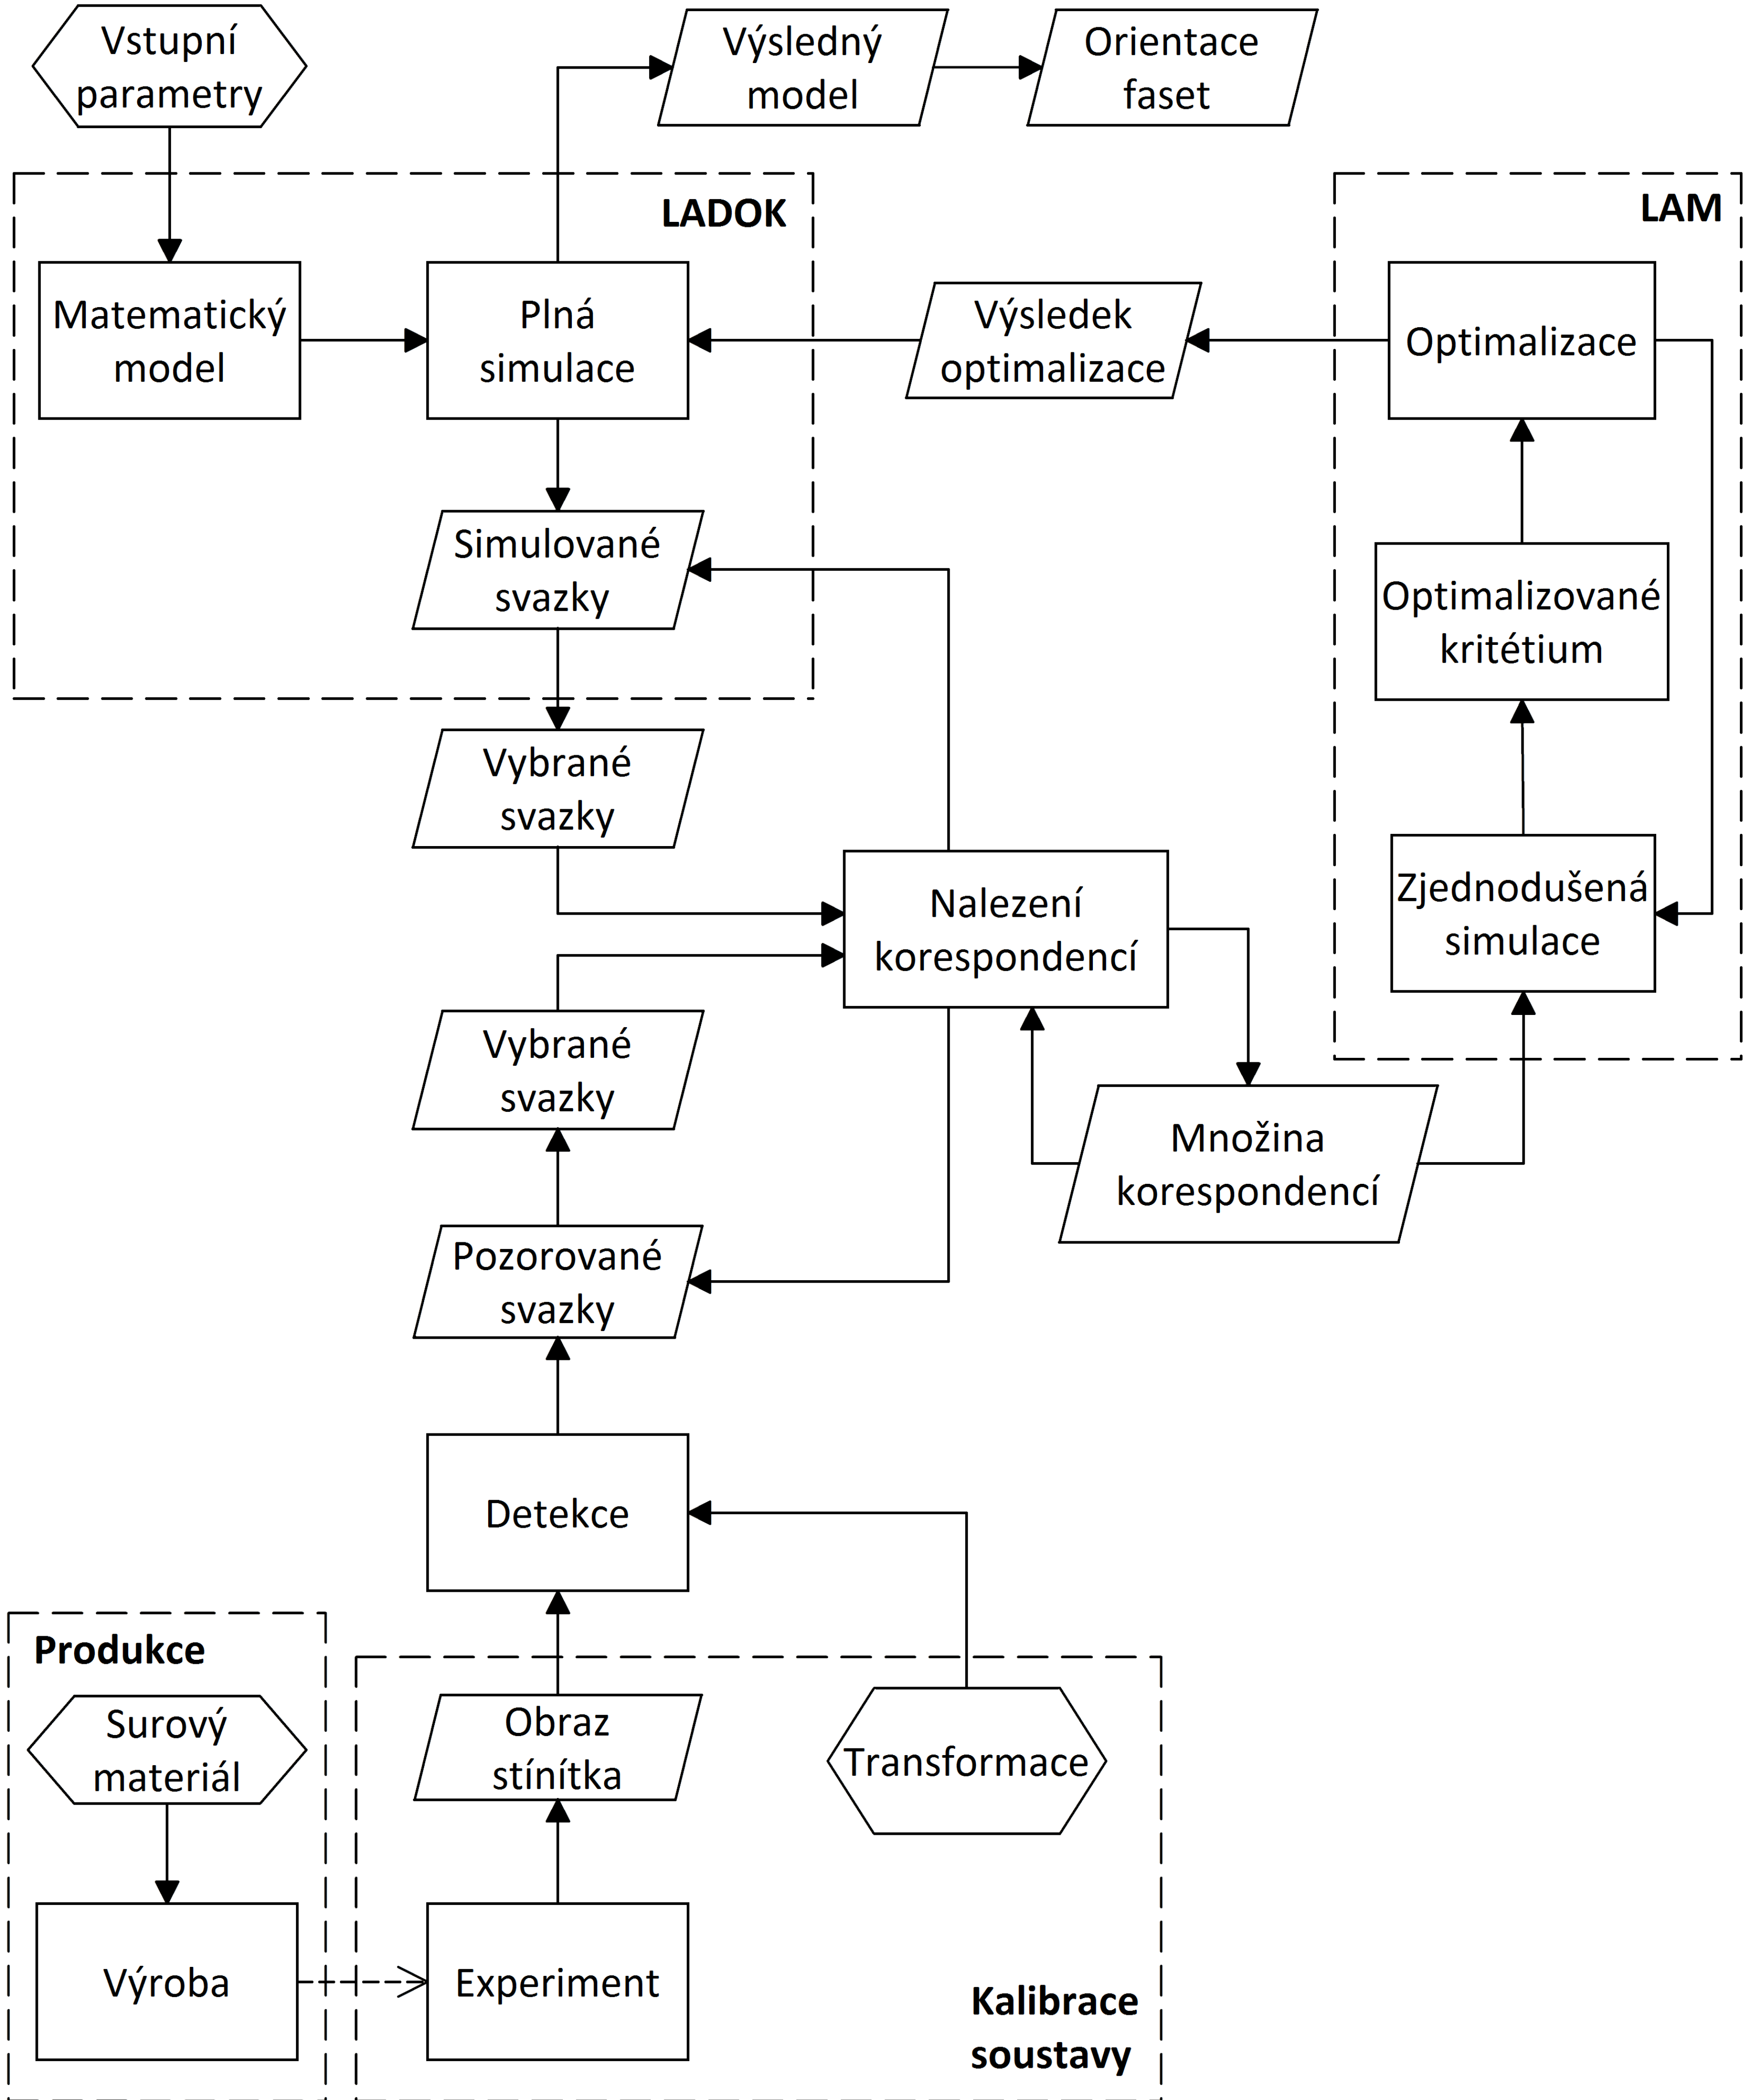 Vstupní
parametry
Výsledný
model
Orientace
faset
LADOK
LAM
Matematický
model
Plná
simulace
Výsledek
optimalizace
Optimalizace
Simulované
svazky
Optimalizované
kritétium
Vybrané
svazky
Nalezení
korespondencí
Zjednodušená
simulace
Vybrané
svazky
Množina
korespondencí
Pozorované
svazky
Detekce
Produkce
Surový
materiál
Obraz
stínítka
Transformace
Výroba
Experiment
Kalibrace
soustavy